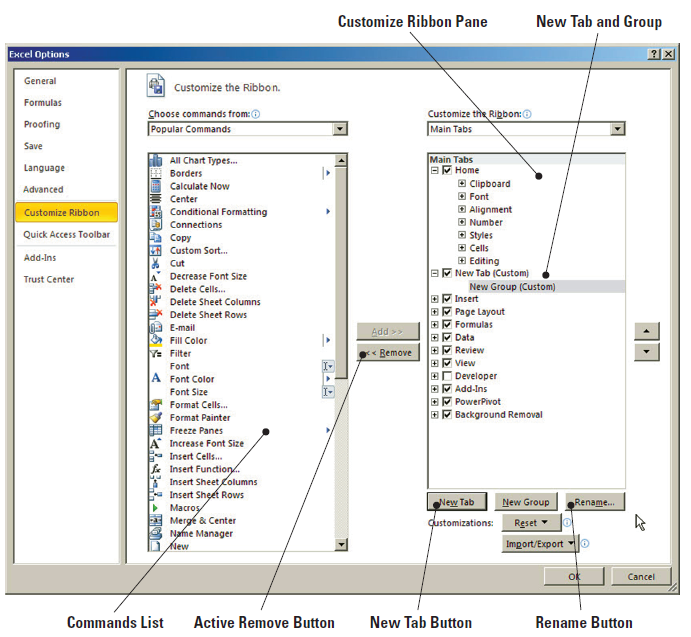 Customize Ribbon Pane
New Tab and Group
Excel Options
General
Formulas
Proofing
Save
Language
Advanced
Customize Ribbon
Quick Access Toolbar
Add-Ins
Trust Center
Customize the Ribbon.
Choose commands from:
Popular Commands
All Chart Types...
Borders
Calculate Now
Center
Conditional Formatting
Connections
Copy
Custom Sort...
Cut
Decrease Font Size
Delete Cells...
Delete Sheet Columns
Delete Sheet Rows
E-mail
Fill Color
Filter
Font
Font Color
Font Size
Format Cells...
Format Painter
Freeze Panes
Increase Font Size
Insert Cells...
Insert Function...
Insert Sheet Columns
Insert Sheet Rows
Macros
Merge & Center
Name Manager
New
Add >>
<< Remove
Customize the Ribbon:
Main Tabs
Main Tabs
Home
Clipboard
Font
Alignment
Number
Styles
Cells
Editing
New Tab (Custom)
New Group (Custom)
Insert
Page Layout
Formulas
Data
Review
View
Developer
Add-Ins
PowerPivot
Background Removal
New Tab
New Group
Rename...
Customizations:
Reset
Import/Export
OK
Cancel
Commands List
Active Remove Button
New Tab Button
Rename Button